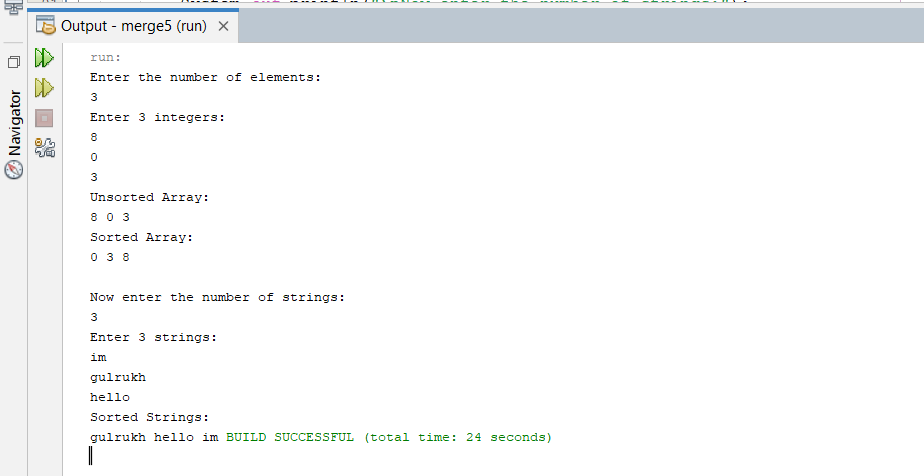 Output - merge5 (run)
Navigator
run:
Enter the number of elements:
3
Enter 3 integers:
8
0
3
Unsorted Array:
8 0 3
Sorted Array:
0 3 8
Now enter the number of strings:
3
Enter 3 strings:
im
gulrukh
hello
Sorted Strings:
gulrukh hello im BUILD SUCCESSFUL (total time: 24 seconds)